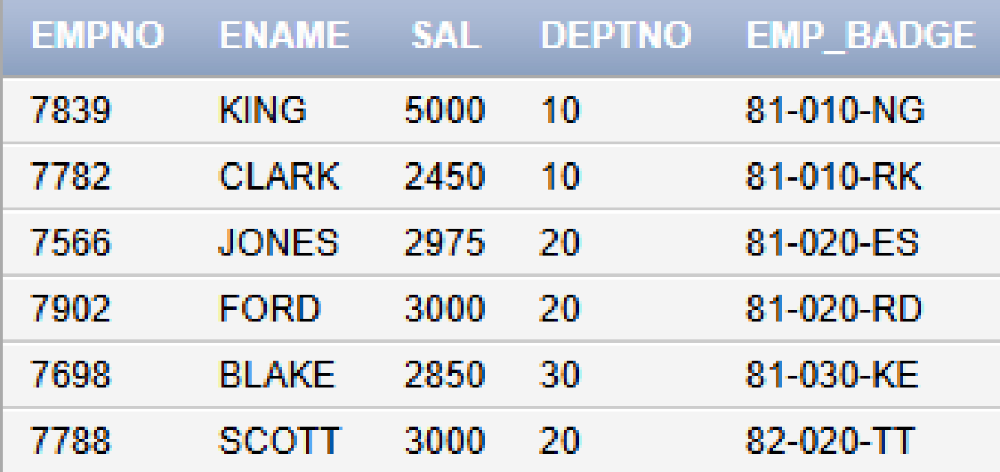 EMPNO ENAME SAL DEPTNO EMP_BADGE
7839 KING 5000 10 81-010-NG
7782 CLARK 2450 10 81-010-RK
7566 JONES 2975 20 81-020-ES
7902 FORD 3000 20 81-020-RD
7698 BLAKE 2850 30 81-030-KE
7788 SCOTT 3000 20 82-020-TT